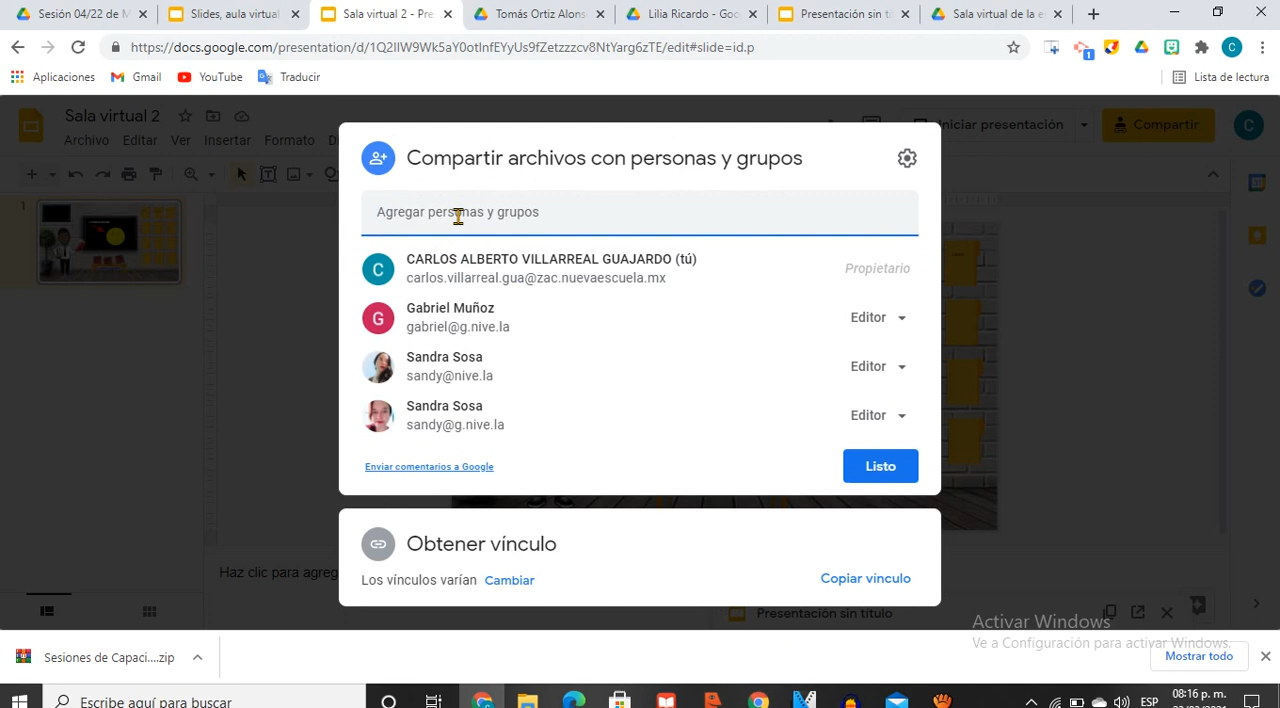 Sesión 04/22 de M
Slides, aula virtual
Sala virtual 2 - Pre
Tomás Ortiz Alons
Lilia Ricardo - Goo
Presentación sin tí
Sala virtual de la e
https://docs.google.com/presentation/d/1Q2IIW9Wk5aY0otInfEYyUs9fZetzzzcv8NtYarg6zTE/edit#slide=id.p
1
C
Aplicaciones
Gmail
YouTube
Traducir
Lista de lectura
Sala virtual 2
Archivo Editar Ver Insertar Formato
Iniciar presentación
Compartir
C
1
Compartir archivos con personas y grupos
Agregar personas y grupos
C
CARLOS ALBERTO VILLARREAL GUAJARDO (tú)
carlos.villarreal.gua@zac.nuevaescuela.mx
Propietario
G
Gabriel Muñoz
gabriel@g.nive.la
Editor
Sandra Sosa
sandy@nive.la
Editor
Sandra Sosa
sandy@g.nive.la
Editor
Enviar comentarios a Google
Listo
Obtener vínculo
Los vínculos varían Cambiar
Copiar vínculo
Haz clic para agreg
Presentación sin título
Activar Windows
Ve a Configuración para activar Windows.
Sesiones de Capaci....zip
Mostrar todo
Escribe aquí para buscar
ESP
08:16 p. m.